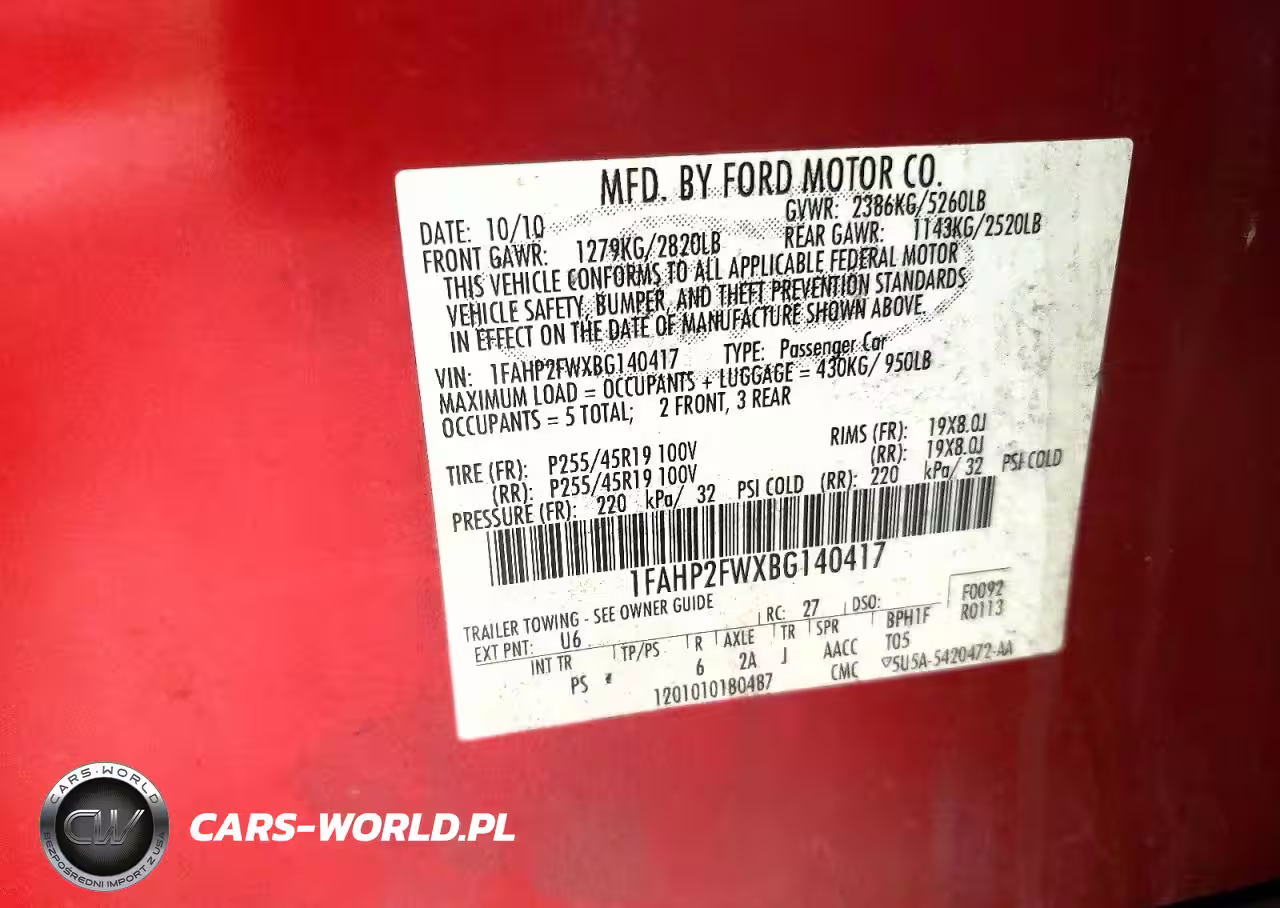 MFD. BY FORD MOTOR CO.
DATE: 10/10 GVWR: 2386KG/5260LB
FRONT GAWR: 1279KG/2820LB REAR GAWR: 1143KG/2520LB
THIS VEHICLE CONFORMS TO ALL APPLICABLE FEDERAL MOTOR
VEHICLE SAFETY, BUMPER, AND THEFT PREVENTION STANDARDS
IN EFFECT ON THE DATE OF MANUFACTURE SHOWN ABOVE.
VIN: 1FAHP2FWXBG140417 TYPE: Passenger Car
MAXIMUM LOAD = OCCUPANTS + LUGGAGE = 430KG/ 950LB
OCCUPANTS = 5 TOTAL; 2 FRONT, 3 REAR
TIRE (FR): P255/45R19 100V RIMS (FR): 19X8.0J
(RR): P255/45R19 100V (RR): 19X8.0J
PRESSURE (FR): 220 kPa/ 32 PSI COLD (RR): 220 kPa/ 32 PSI COLD
1FAHP2FWXBG140417
TRAILER TOWING - SEE OWNER GUIDE
F0092
EXT PNT: U6 RC: 27 DSO: R0113
INT TR TP/PS R AXLE TR SPR BPH1F
PS 6 2A J AACC T05
1201010180487 CMC ▽5U5A-5420472-AA
CARS-WORLD
CW
BEZPOŚREDNI IMPORT Z USA
CARS-WORLD.PL